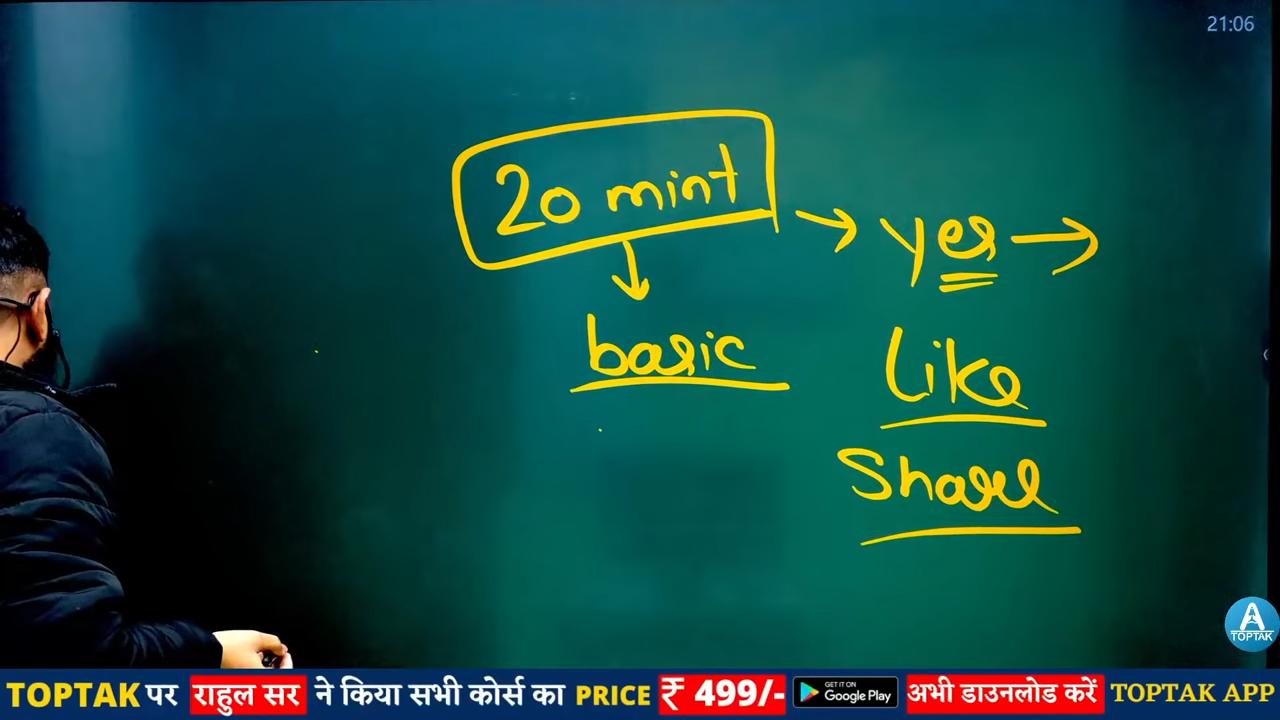 21:06
20 mint → yes →
↓
basic
Like
Share
A
TOPTAK
TOPTAK पर राहुल सर ने किया सभी कोर्स का PRICE ₹ 499/- GET IT ON Google Play अभी डाउनलोड करें TOPTAK APP